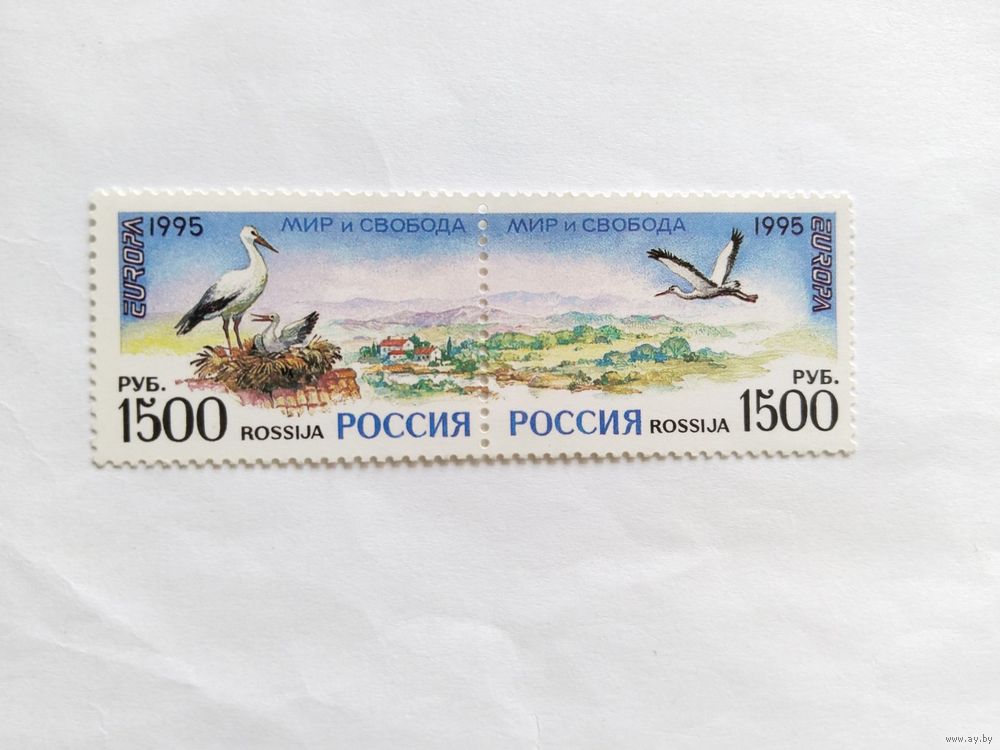 EUROPA
1995
МИР и СВОБОДА
РУБ.
1500
ROSSIJA РОССИЯ
МИР и СВОБОДА
1995
EUROPA
РУБ.
РОССИЯ ROSSIJA
1500
© www.ay.by